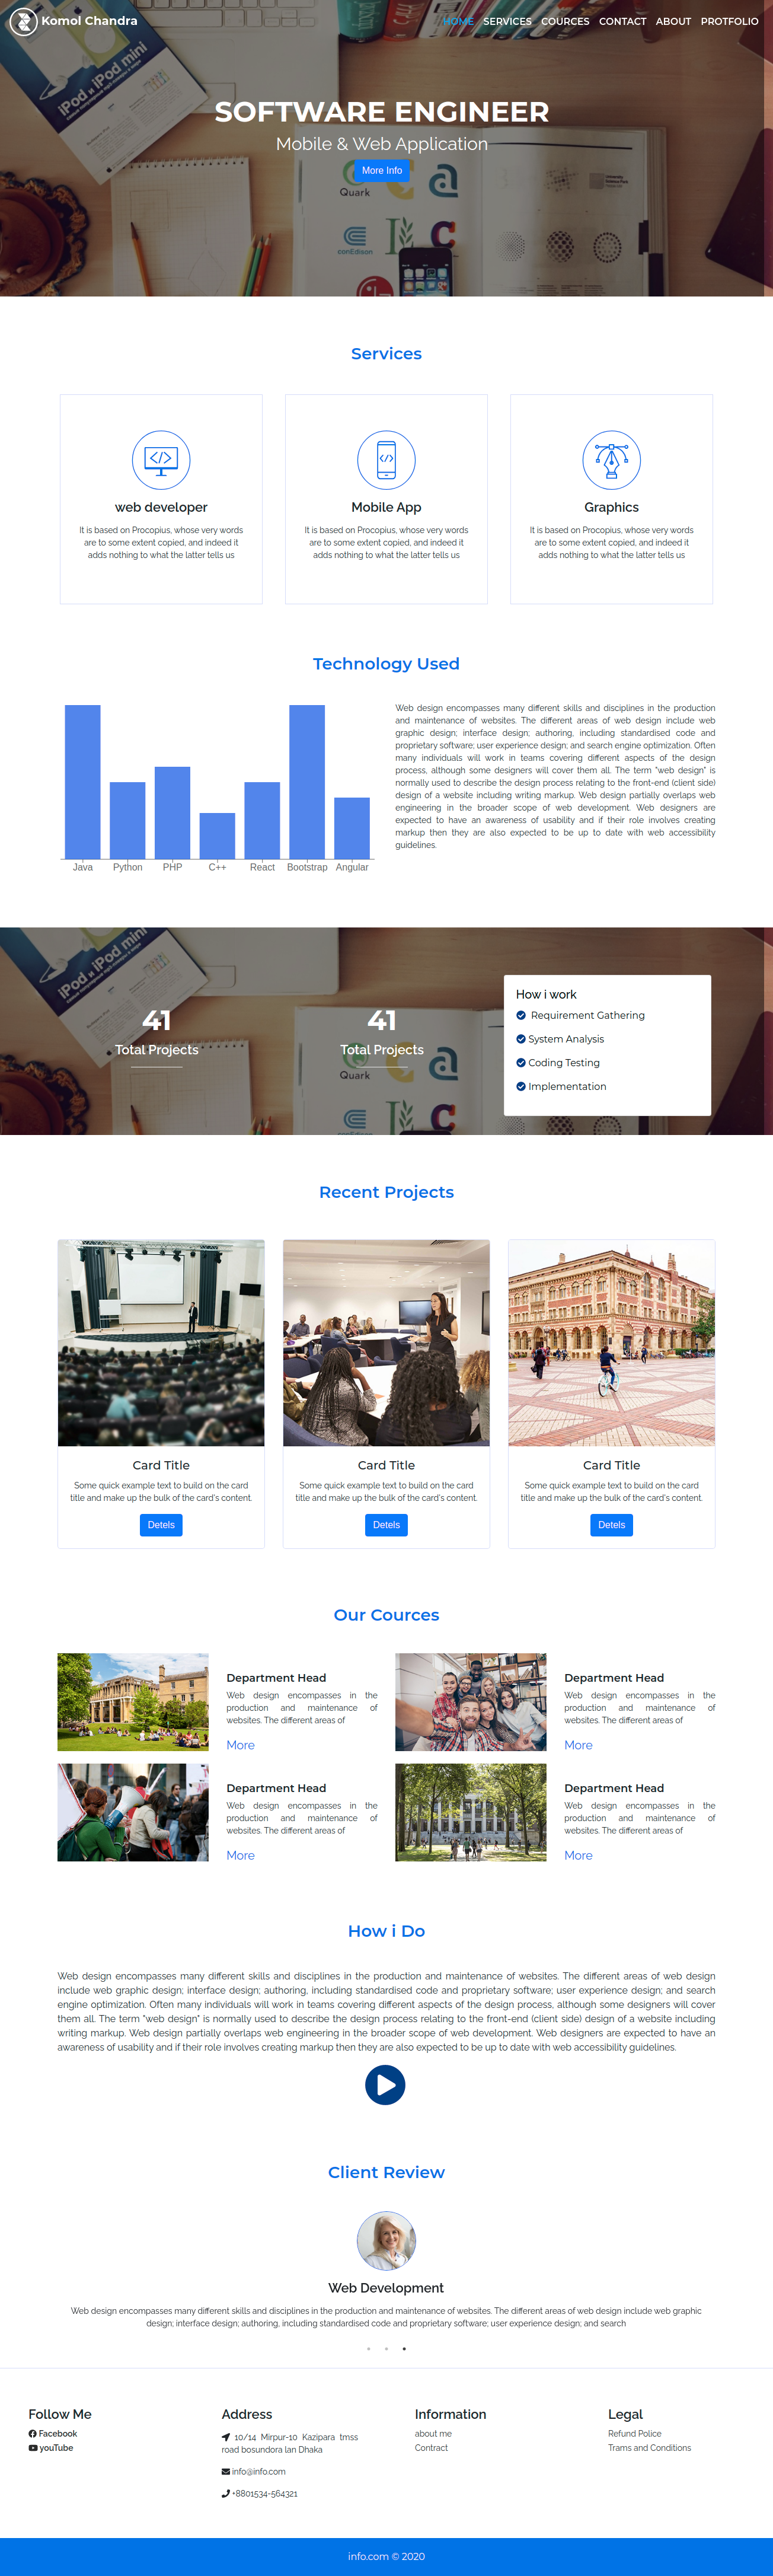 Komol Chandra
HOME SERVICES COURCES CONTACT ABOUT PROTFOLIO
iPod и iPod mini
SOFTWARE ENGINEER
Mobile & Web Application
More Info
Quark
conEdison
LG
Services
web developer
It is based on Procopius, whose very words
are to some extent copied, and indeed it
adds nothing to what the latter tells us
Mobile App
It is based on Procopius, whose very words
are to some extent copied, and indeed it
adds nothing to what the latter tells us
Graphics
It is based on Procopius, whose very words
are to some extent copied, and indeed it
adds nothing to what the latter tells us
Technology Used
Java Python PHP C++ React Bootstrap Angular
Web design encompasses many different skills and disciplines in the production
and maintenance of websites. The different areas of web design include web
graphic design; interface design; authoring, including standardised code and
proprietary software; user experience design; and search engine optimization. Often
many individuals will work in teams covering different aspects of the design
process, although some designers will cover them all. The term "web design" is
normally used to describe the design process relating to the front-end (client side)
design of a website including writing markup. Web design partially overlaps web
engineering in the broader scope of web development. Web designers are
expected to have an awareness of usability and if their role involves creating
markup then they are also expected to be up to date with web accessibility
guidelines.
iPod и iPod mini
41
Total Projects
41
Total Projects
Quark
conEdison
How i work
Requirement Gathering
System Analysis
Coding Testing
Implementation
Recent Projects
Card Title
Some quick example text to build on the card
title and make up the bulk of the card's content.
Detels
Card Title
Some quick example text to build on the card
title and make up the bulk of the card's content.
Detels
Card Title
Some quick example text to build on the card
title and make up the bulk of the card's content.
Detels
Our Cources
Department Head
Web design encompasses in the
production and maintenance of
websites. The different areas of
More
Department Head
Web design encompasses in the
production and maintenance of
websites. The different areas of
More
Department Head
Web design encompasses in the
production and maintenance of
websites. The different areas of
More
Department Head
Web design encompasses in the
production and maintenance of
websites. The different areas of
More
How i Do
Web design encompasses many different skills and disciplines in the production and maintenance of websites. The different areas of web design
include web graphic design; interface design; authoring, including standardised code and proprietary software; user experience design; and search
engine optimization. Often many individuals will work in teams covering different aspects of the design process, although some designers will cover
them all. The term "web design" is normally used to describe the design process relating to the front-end (client side) design of a website including
writing markup. Web design partially overlaps web engineering in the broader scope of web development. Web designers are expected to have an
awareness of usability and if their role involves creating markup then they are also expected to be up to date with web accessibility guidelines.
Client Review
Web Development
Web design encompasses many different skills and disciplines in the production and maintenance of websites. The different areas of web design include web graphic
design; interface design; authoring, including standardised code and proprietary software; user experience design; and search
Follow Me
Facebook
youTube
Address
10/14 Mirpur-10 Kazipara tmss
road bosundora lan Dhaka
info@info.com
+8801534-564321
Information
about me
Contract
Legal
Refund Police
Trams and Conditions
info.com © 2020